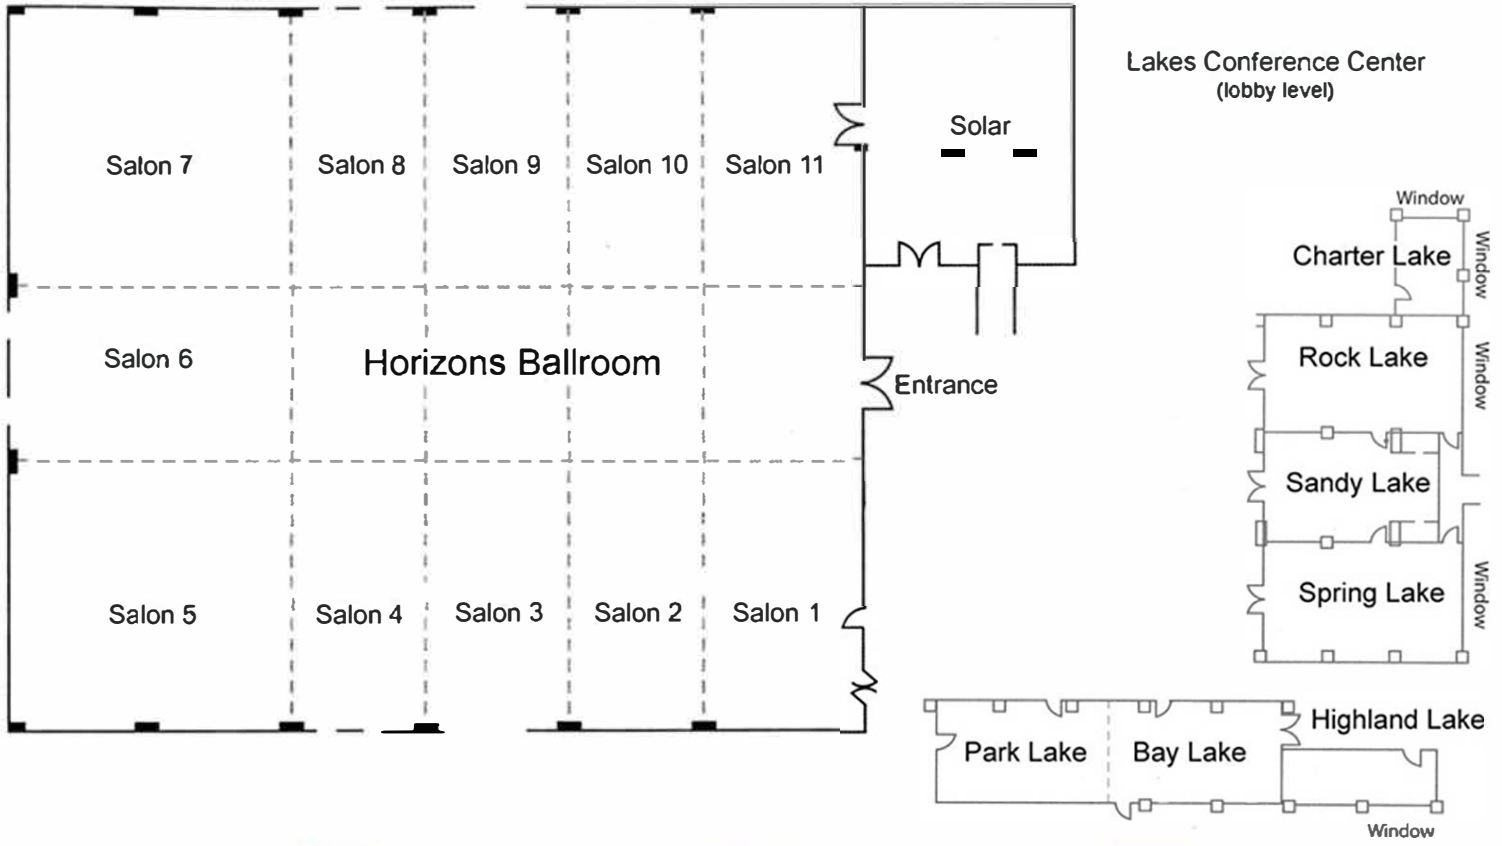 Lakes Conference Center
(lobby level)
Solar
Salon 7
Salon 8
Salon 9
Salon 10
Salon 11
Window
Charter Lake
Window
Salon 6
Horizons Ballroom
Entrance
Rock Lake
Window
Sandy Lake
Salon 5
Salon 4
Salon 3
Salon 2
Salon 1
Spring Lake
Window
Highland Lake
Park Lake
Bay Lake
Window